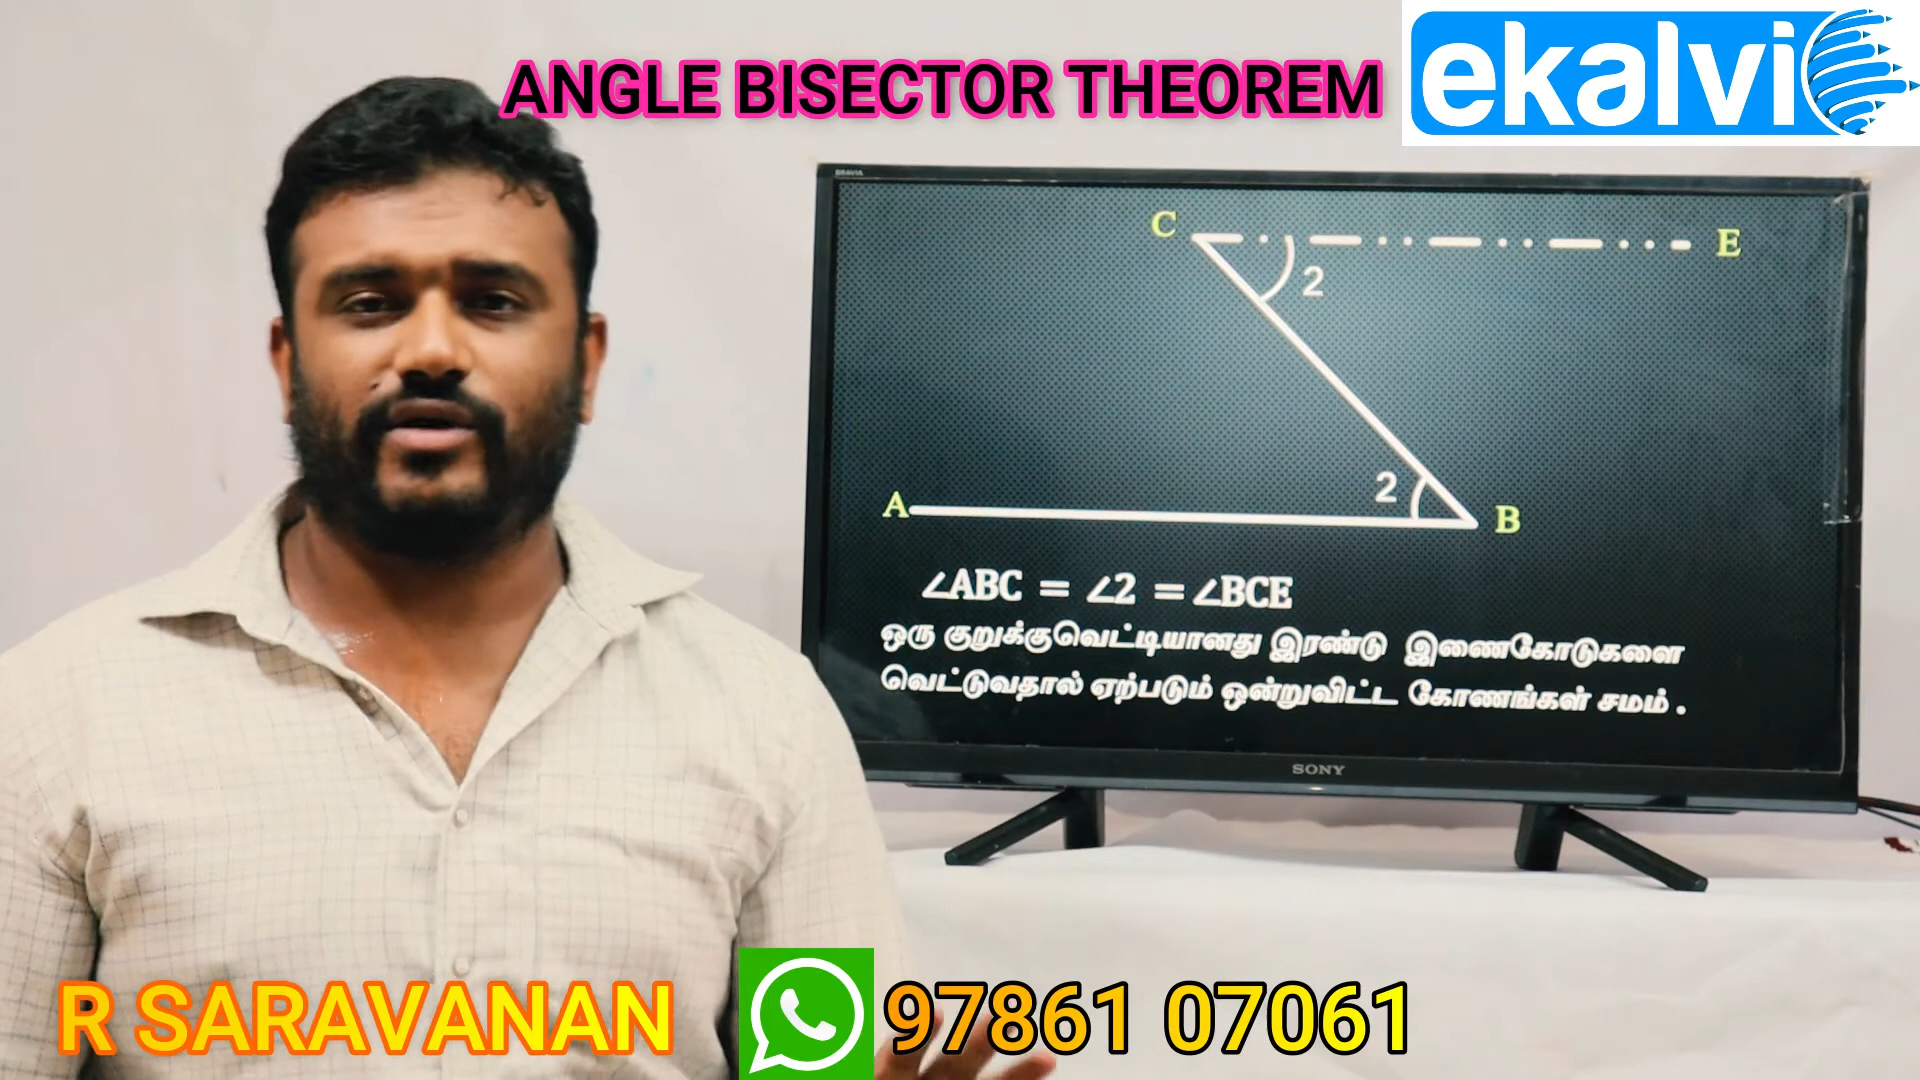 ANGLE BISECTOR THEOREM
ekalvi
BRAVIA
C
E
2
2
A
B
∠ABC = ∠2 = ∠BCE
ஒரு குறுக்குவெட்டியானது இரண்டு இணைகோடுகளை
வெட்டுவதால் ஏற்படும் ஒன்றுவிட்ட கோணங்கள் சமம் .
SONY
R SARAVANAN
97861 07061